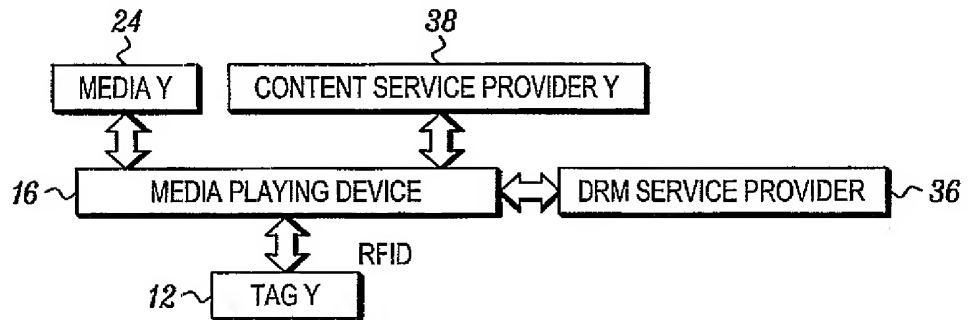 24
38
MEDIA Y
CONTENT SERVICE PROVIDER Y
16
MEDIA PLAYING DEVICE
DRM SERVICE PROVIDER
36
RFID
12
TAG Y